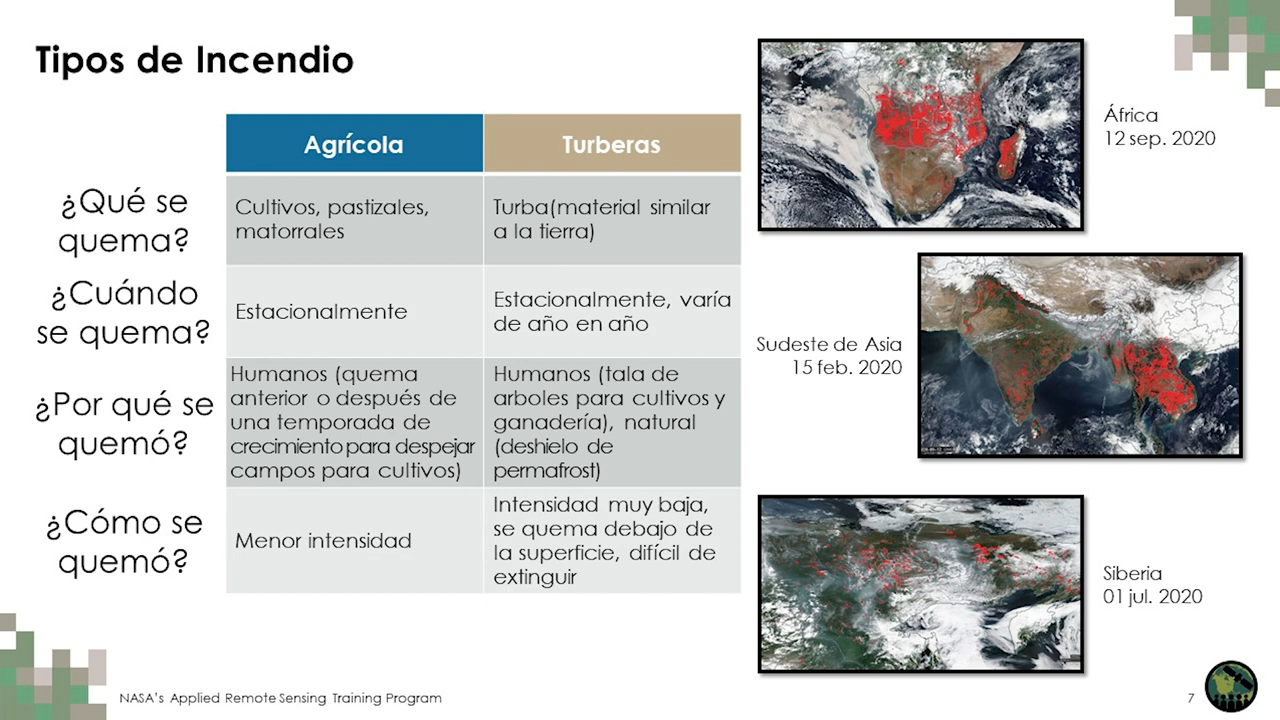 Tipos de Incendio
Agrícola
Turberas
¿Qué se
quema?
Cultivos, pastizales,
matorrales
Turba(material similar
a la tierra)
¿Cuándo
se quema?
Estacionalmente
Estacionalmente, varía
de año en año
¿Por qué se
quemó?
Humanos (quema
anterior o después de
una temporada de
crecimiento para despejar
campos para cultivos)
Humanos (tala de
arboles para cultivos y
ganadería), natural
(deshielo de
permafrost)
¿Cómo se
quemó?
Menor intensidad
Intensidad muy baja,
se quema debajo de
la superficie, difícil de
extinguir
África
12 sep. 2020
Sudeste de Asia
15 feb. 2020
Siberia
01 jul. 2020
NASA's Applied Remote Sensing Training Program
7